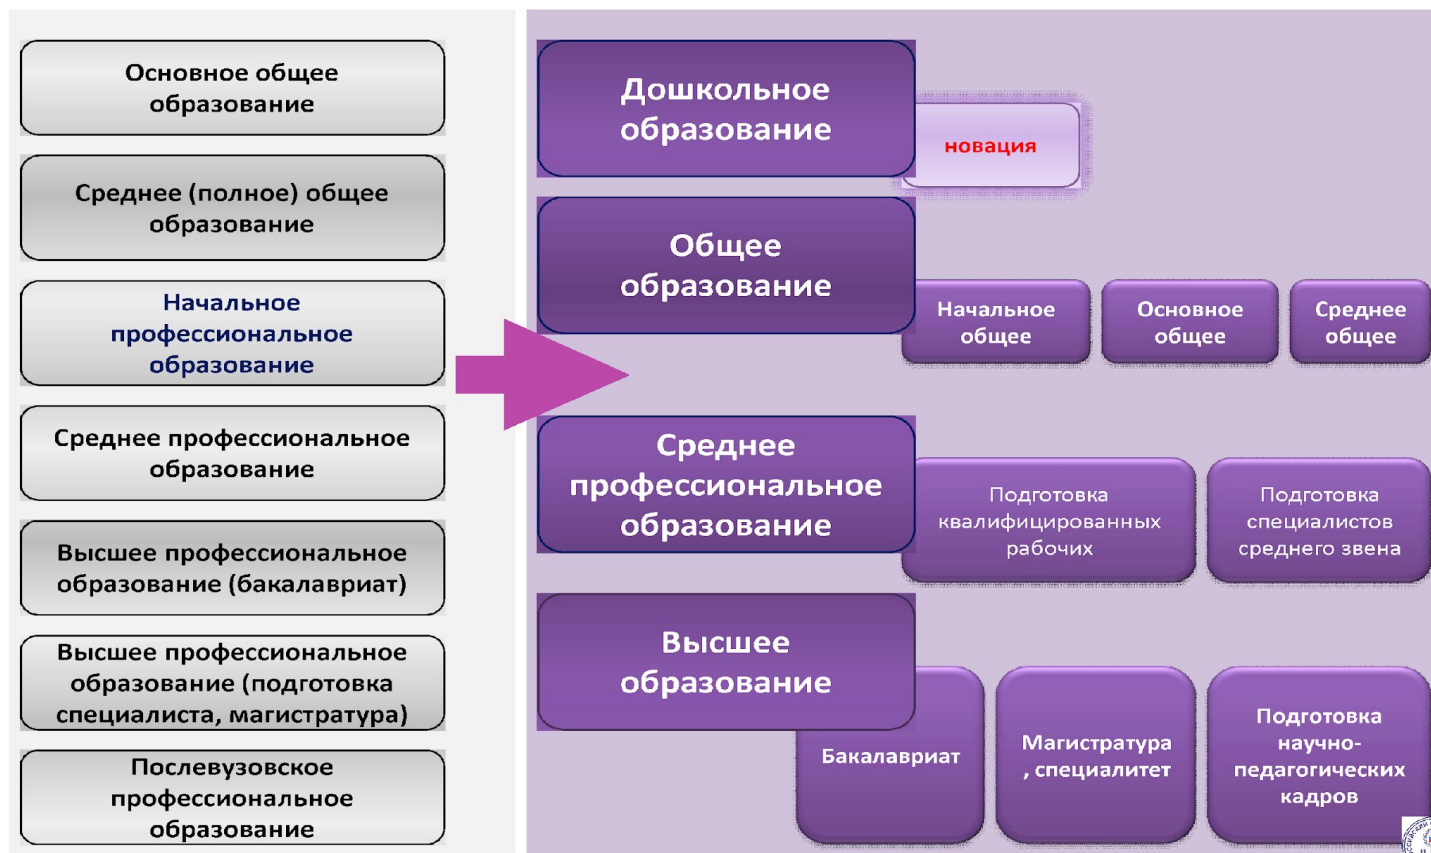 Основное общее
образование
Среднее (полное) общее
образование
Начальное
профессиональное
образование
Среднее профессиональное
образование
Высшее профессиональное
образование (бакалавриат)
Высшее профессиональное
образование (подготовка
специалиста, магистратура)
Послевузовское
профессиональное
образование
Дошкольное
образование
новация
Общее
образование
Начальное
общее
Основное
общее
Среднее
общее
Среднее
профессиональное
образование
Подготовка
квалифицированных
рабочих
Подготовка
специалистов
среднего звена
Высшее
образование
Бакалавриат
Магистратура
, специалитет
Подготовка
научно-
педагогических
кадров